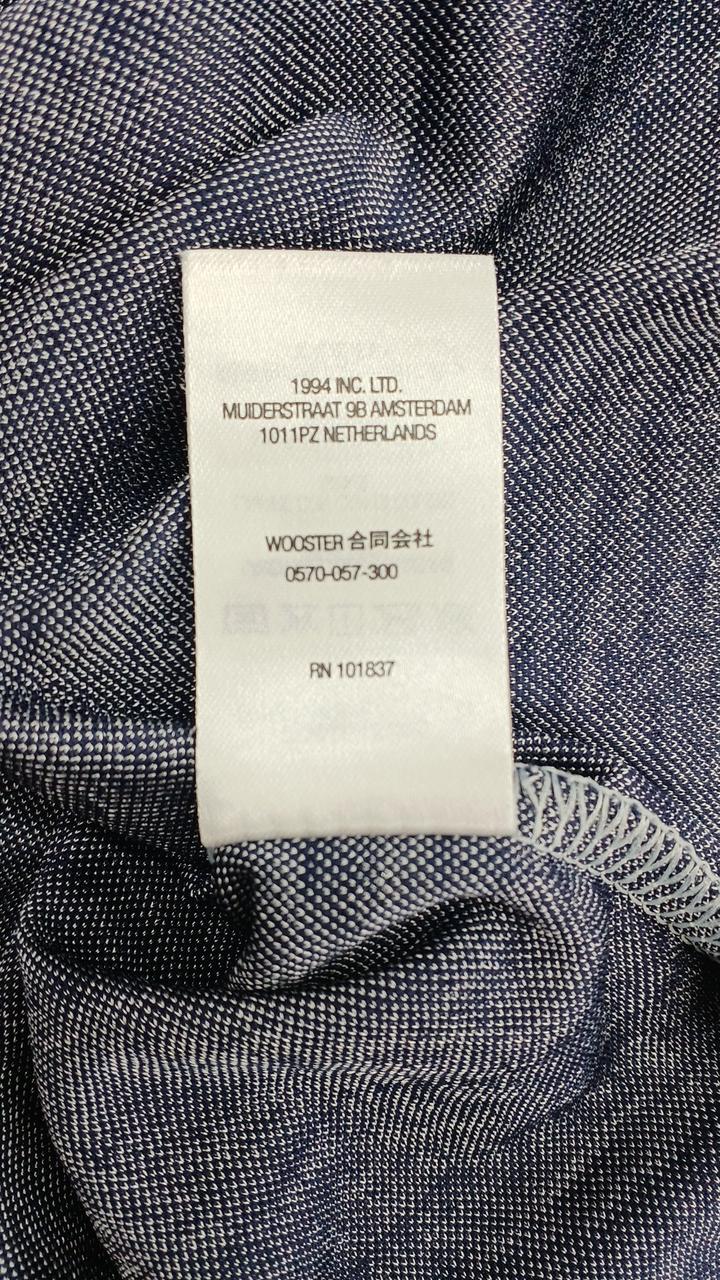 1994 INC. LTD.
MUIDERSTRAAT 9B AMSTERDAM
1011PZ NETHERLANDS
WOOSTER 合同会社
0570-057-300
RN 101837